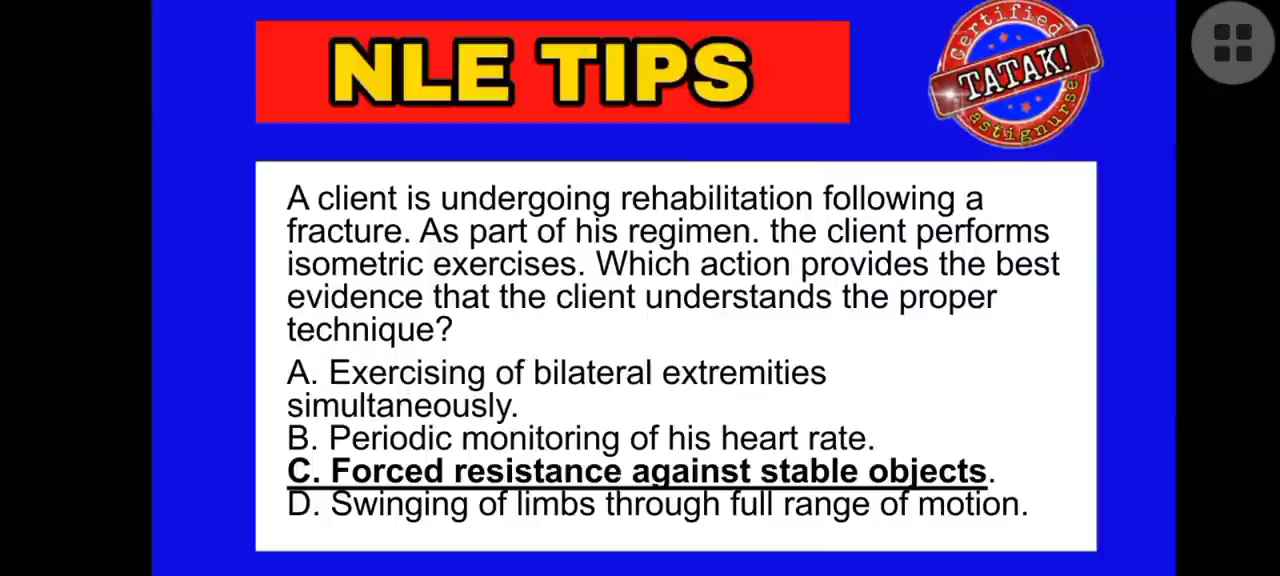 NLE TIPS
Certified
TATAK!
astignurse
A client is undergoing rehabilitation following a
fracture. As part of his regimen. the client performs
isometric exercises. Which action provides the best
evidence that the client understands the proper
technique?
A. Exercising of bilateral extremities
simultaneously.
B. Periodic monitoring of his heart rate.
C. Forced resistance against stable objects.
D. Swinging of limbs through full range of motion.